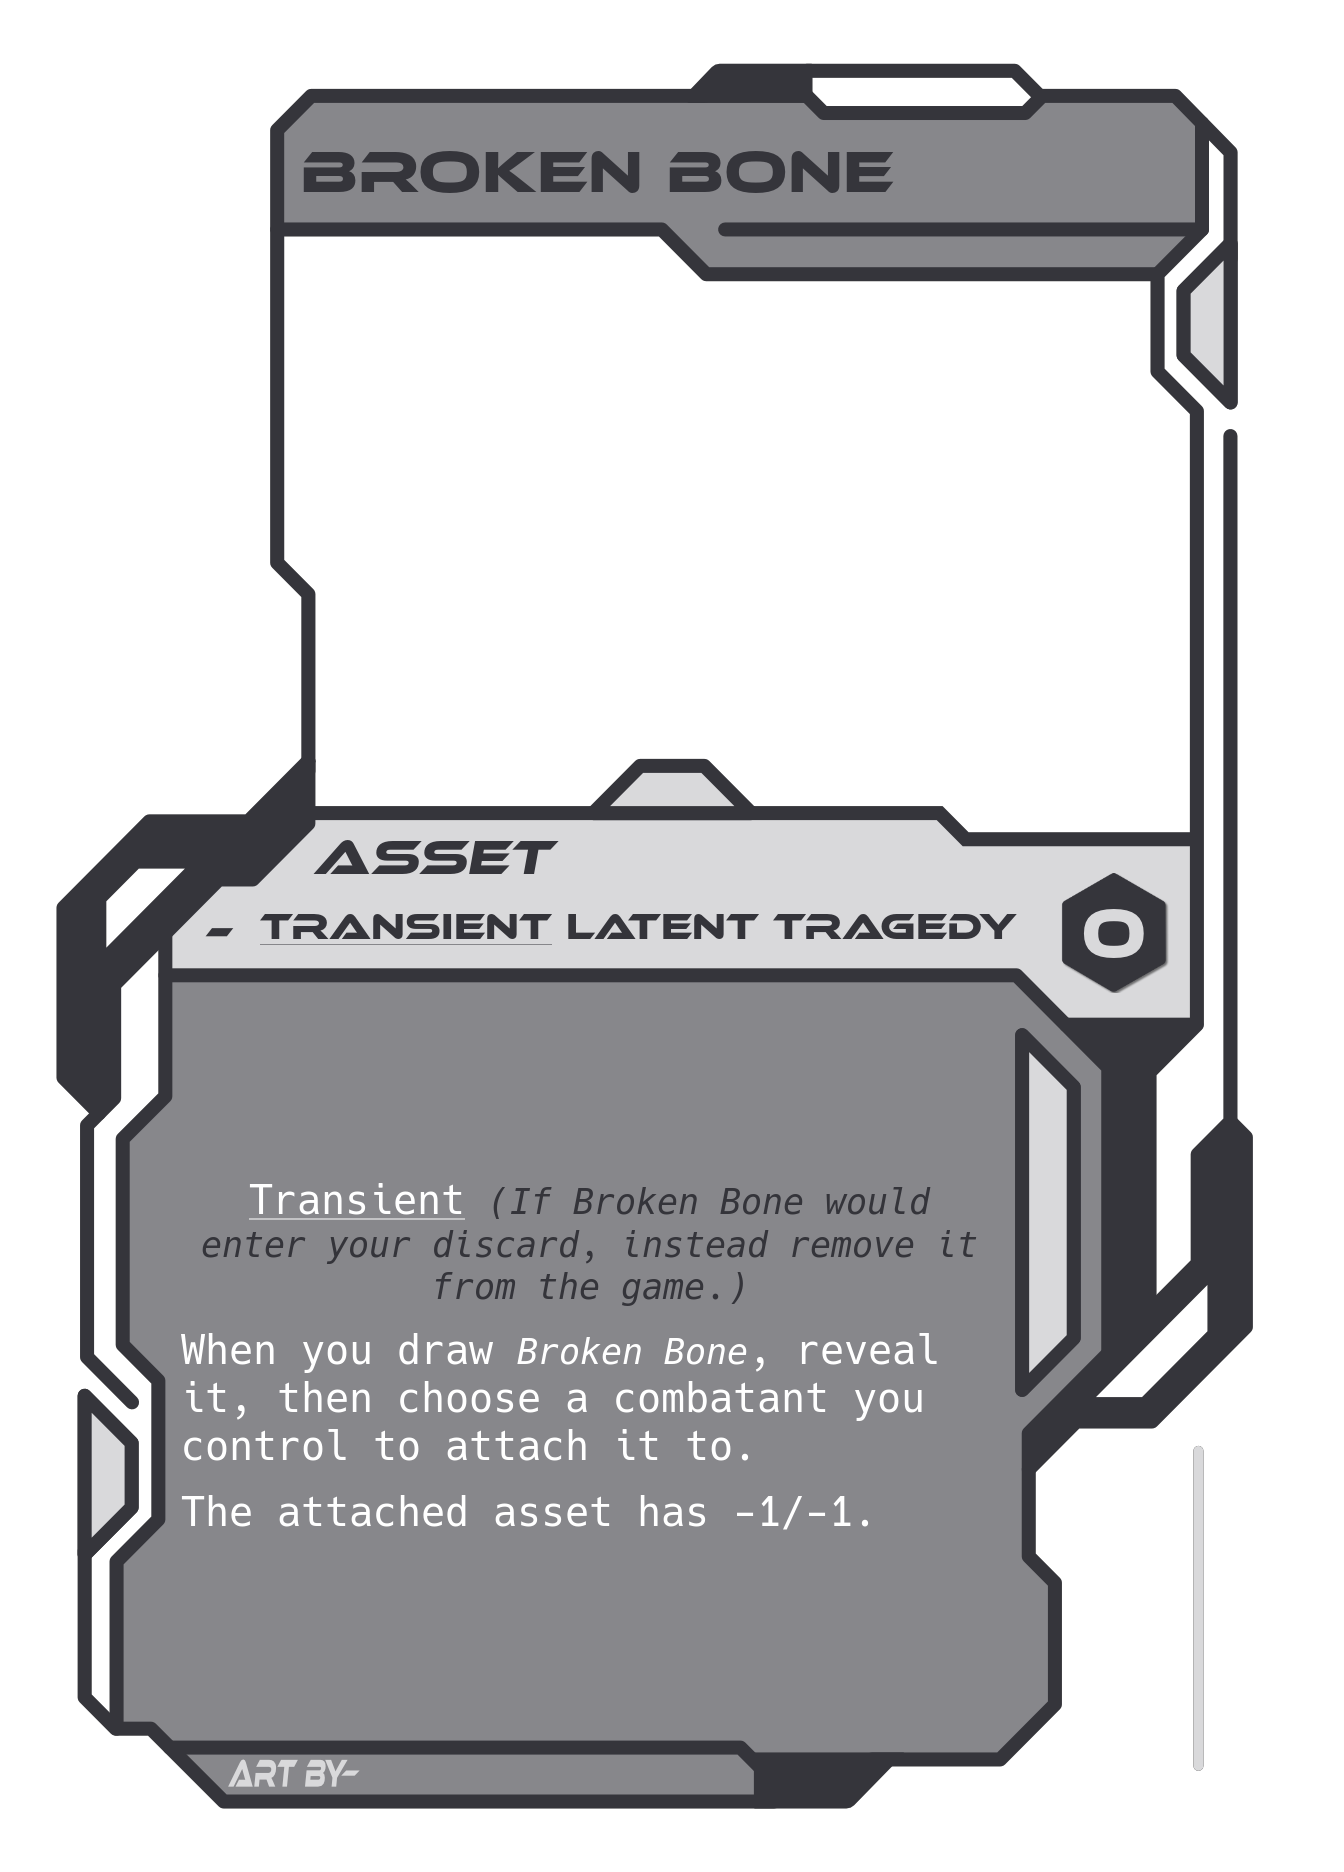 BROKEN BONE
ASSET
- TRANSIENT LATENT TRAGEDY
0
Transient (If Broken Bone would
enter your discard, instead remove it
from the game.)
When you draw Broken Bone, reveal
it, then choose a combatant you
control to attach it to.
The attached asset has -1/-1.
ART BY-